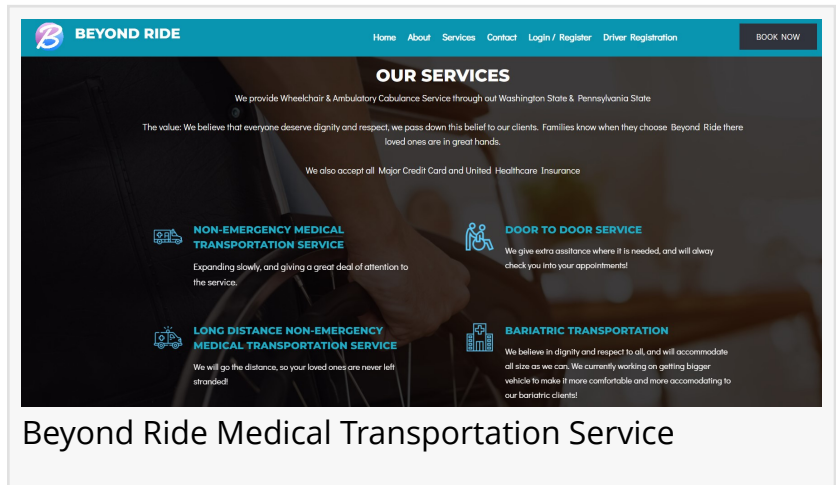 BEYOND RIDE
Home About Services Contact Login / Register Driver Registration BOOK NOW
OUR SERVICES
We provide Wheelchair & Ambulatory Cabulance Service through out Washington State & Pennsylvania State
The value: We believe that everyone deserve dignity and respect, we pass down this belief to our clients. Families know when they choose Beyond Ride there
loved ones are in great hands.
We also accept all Major Credit Card and United Healthcare Insurance
NON-EMERGENCY MEDICAL
TRANSPORTATION SERVICE
Expanding slowly, and giving a great deal of attention to
the service.
DOOR TO DOOR SERVICE
We give extra assitance where it is needed, and will alway
check you into your appointments!
LONG DISTANCE NON-EMERGENCY
MEDICAL TRANSPORTATION SERVICE
We will go the distance, so your loved ones are never left
stranded!
BARIATRIC TRANSPORTATION
We believe in dignity and respect to all, and will accommodate
all size as we can. We currently working on getting bigger
vehicle to make it more comfortable and more accomodating to
our bariatric clients!
Beyond Ride Medical Transportation Service